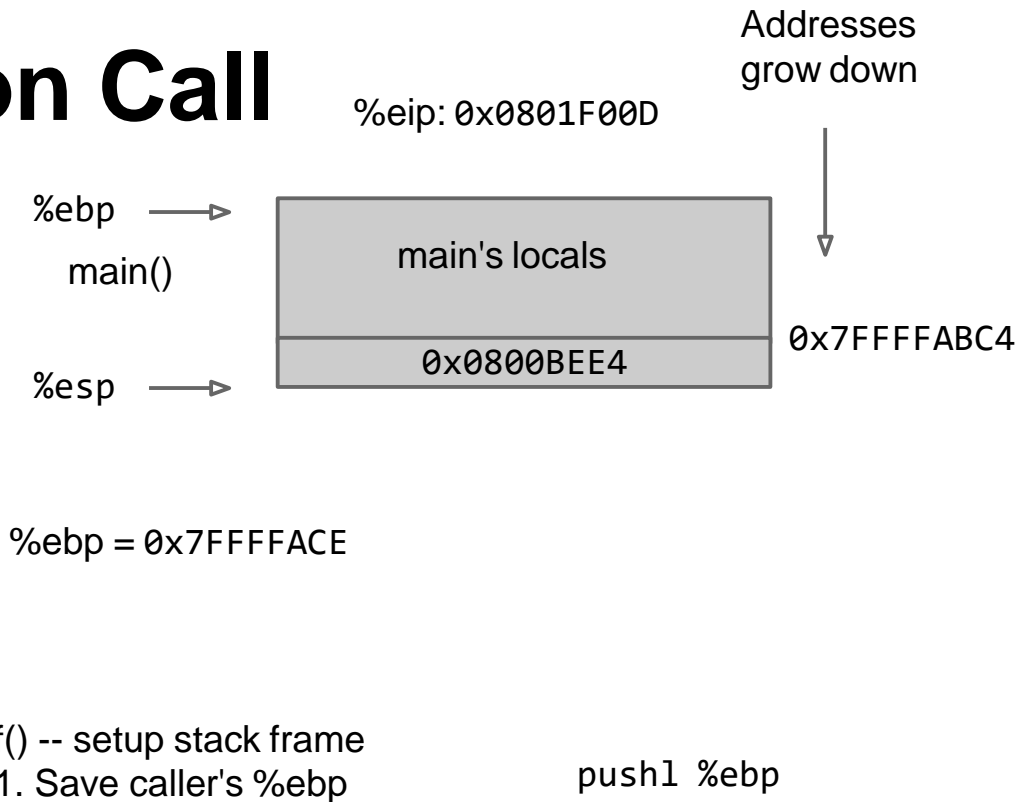 on Call
Addresses
grow down
%eip: 0x0801F00D
%ebp
main()
main's locals
0x7FFFFABC4
0x0800BEE4
%esp
%ebp = 0x7FFFFACE
f() -- setup stack frame
1. Save caller's %ebp
pushl %ebp